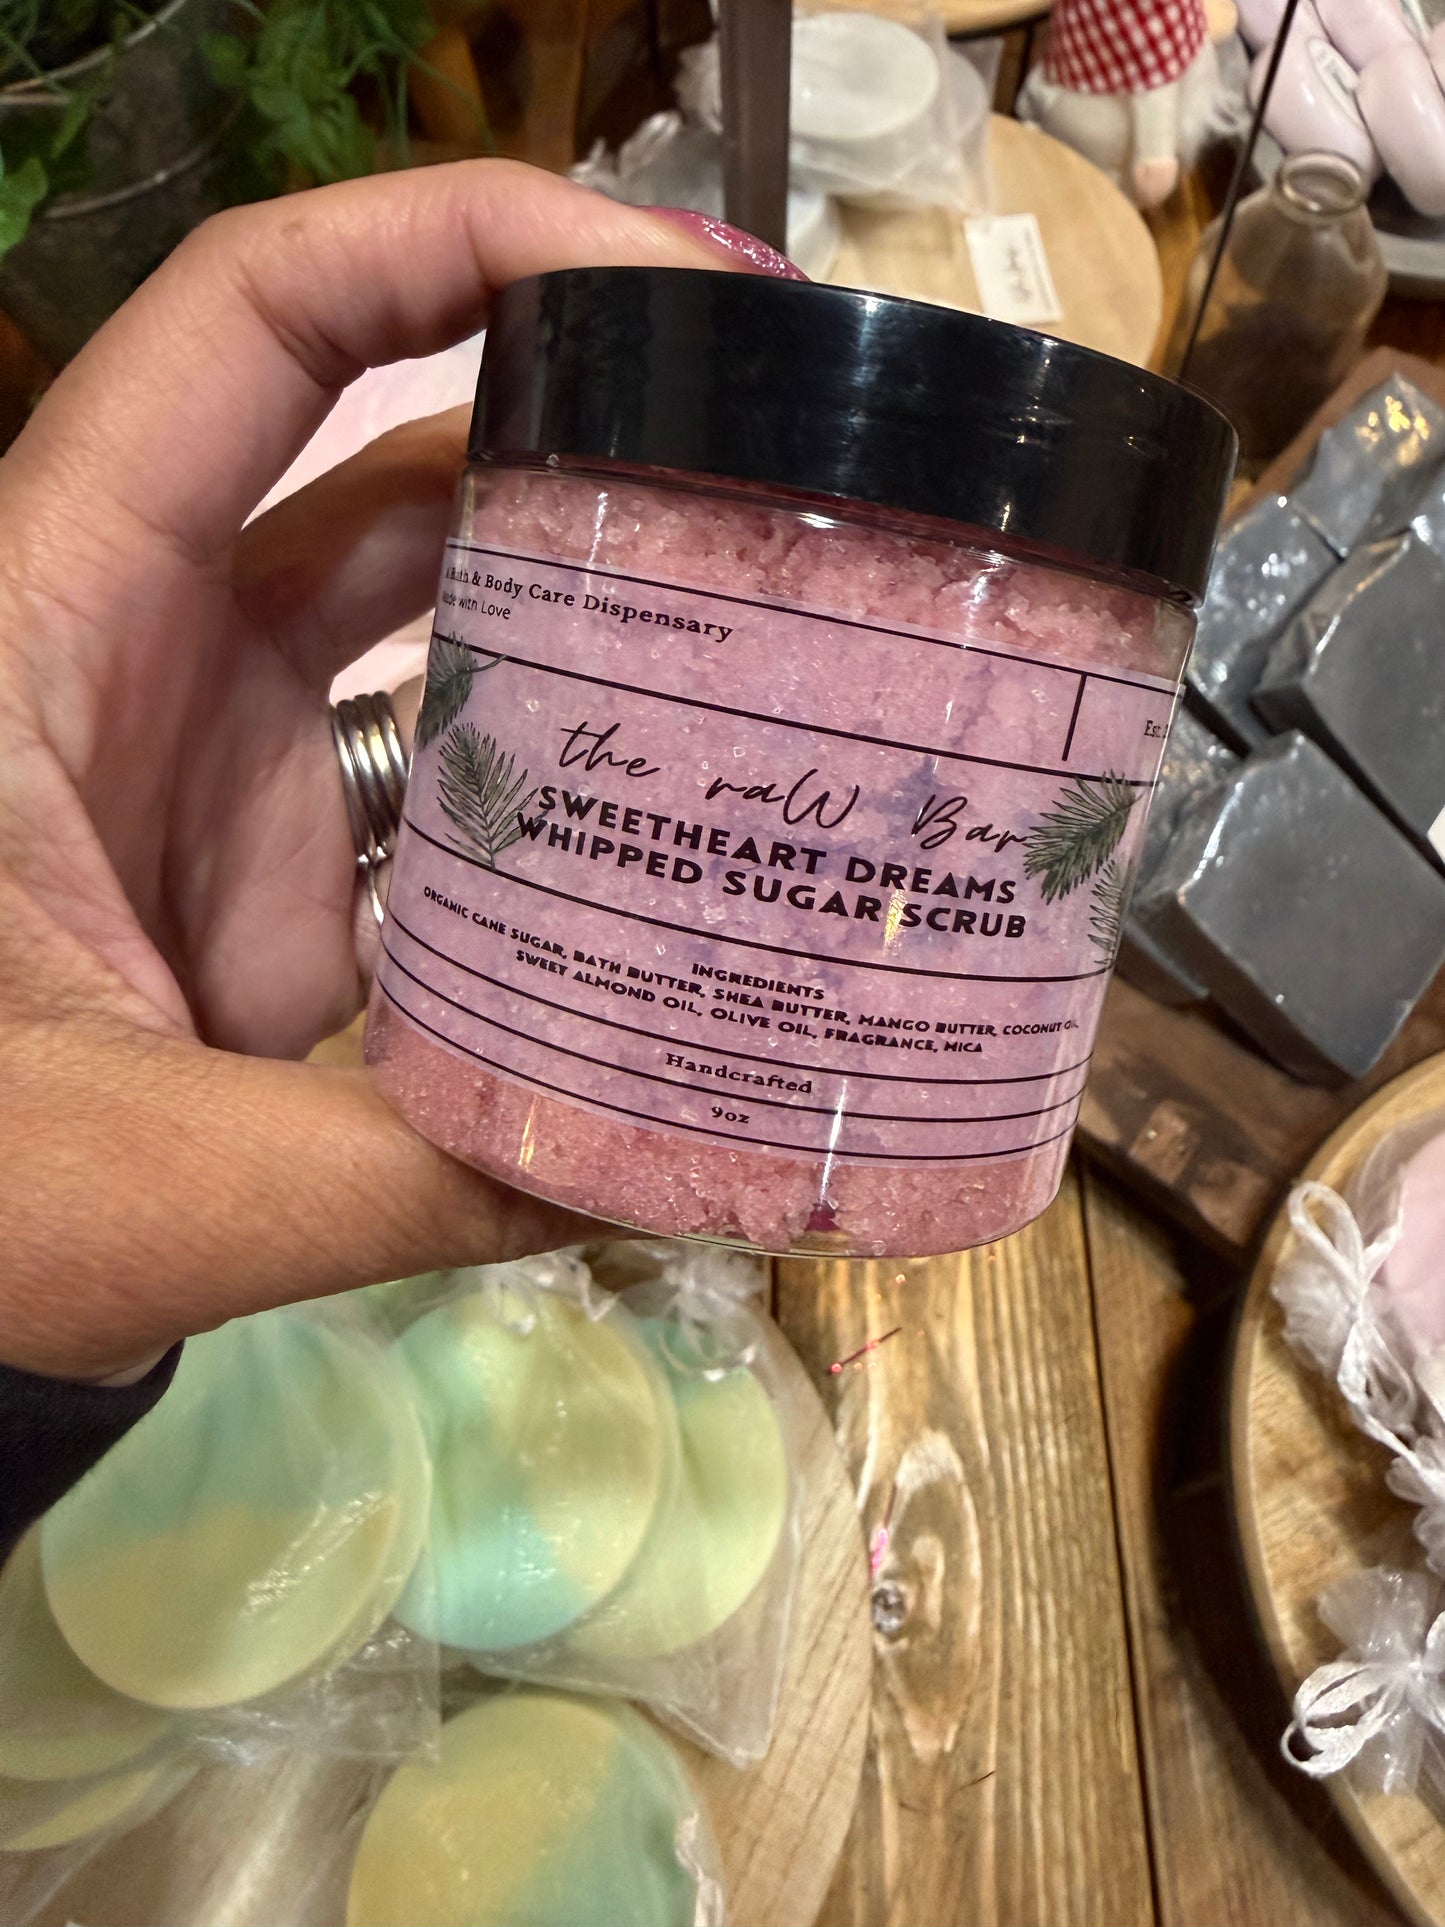 Bath & Body Care Dispensary
Made with Love
Est.
the raW Bar
SWEETHEART DREAMS
WHIPPED SUGAR SCRUB
INGREDIENTS
ORGANIC CANE SUGAR, BATH BUTTER, SHEA BUTTER, MANGO BUTTER, COCONUT OIL,
SWEET ALMOND OIL, OLIVE OIL, FRAGRANCE, MICA
Handcrafted
9oz